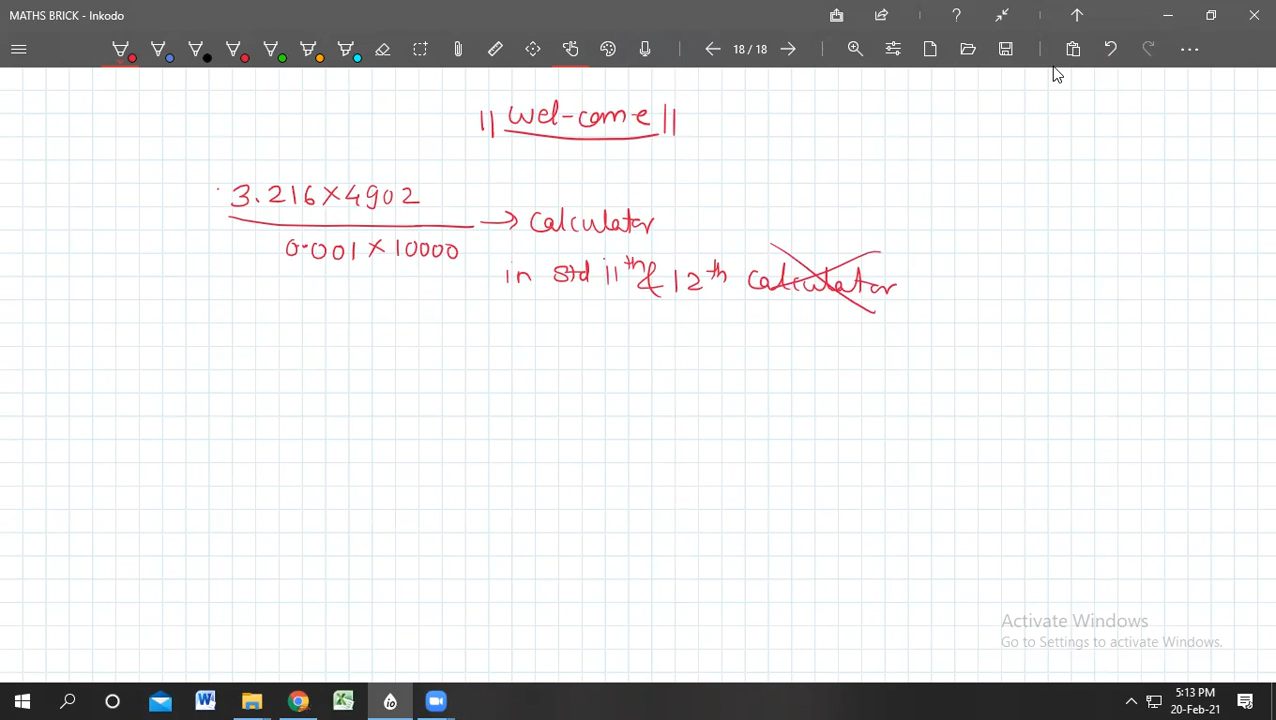 MATHS BRICK - Inkodo
18 / 18
|| Wel-come ||
3.216×4902
0.001 × 10000
→ Calculator
in std 11th & 12th Calculator
Activate Windows
Go to Settings to activate Windows.
5:13 PM
20-Feb-21